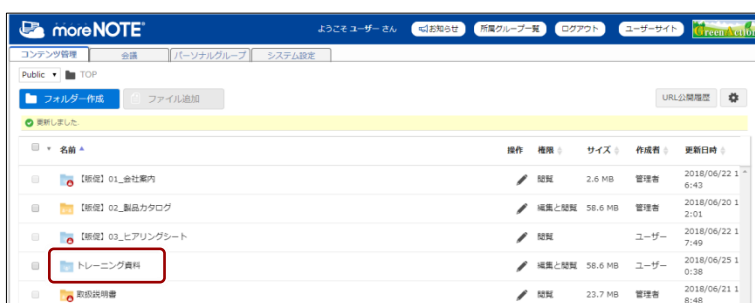 moreNOTE
ようこそ ユーザー さん
お知らせ
所属グループ一覧
ログアウト
ユーザーサイト
Green Action
コンテンツ管理
会議
パーソナルグループ
システム設定
Public ▼ TOP
フォルダー作成
ファイル追加
URL公開履歴
更新しました.
名前 操作 権限 サイズ 作成者 更新日時
【販促】01_会社案内 閲覧 2.6 MB 管理者 2018/06/22 1
6:43
【販促】02_製品カタログ 編集と閲覧 58.6 MB 管理者 2018/06/20 1
2:01
【販促】03_ヒアリングシート 閲覧 ユーザー 2018/06/22 1
7:49
トレーニング資料 編集と閲覧 58.6 MB ユーザー 2018/06/25 1
0:38
取扱説明書 閲覧 23.7 MB 管理者 2018/06/21 1
8:48